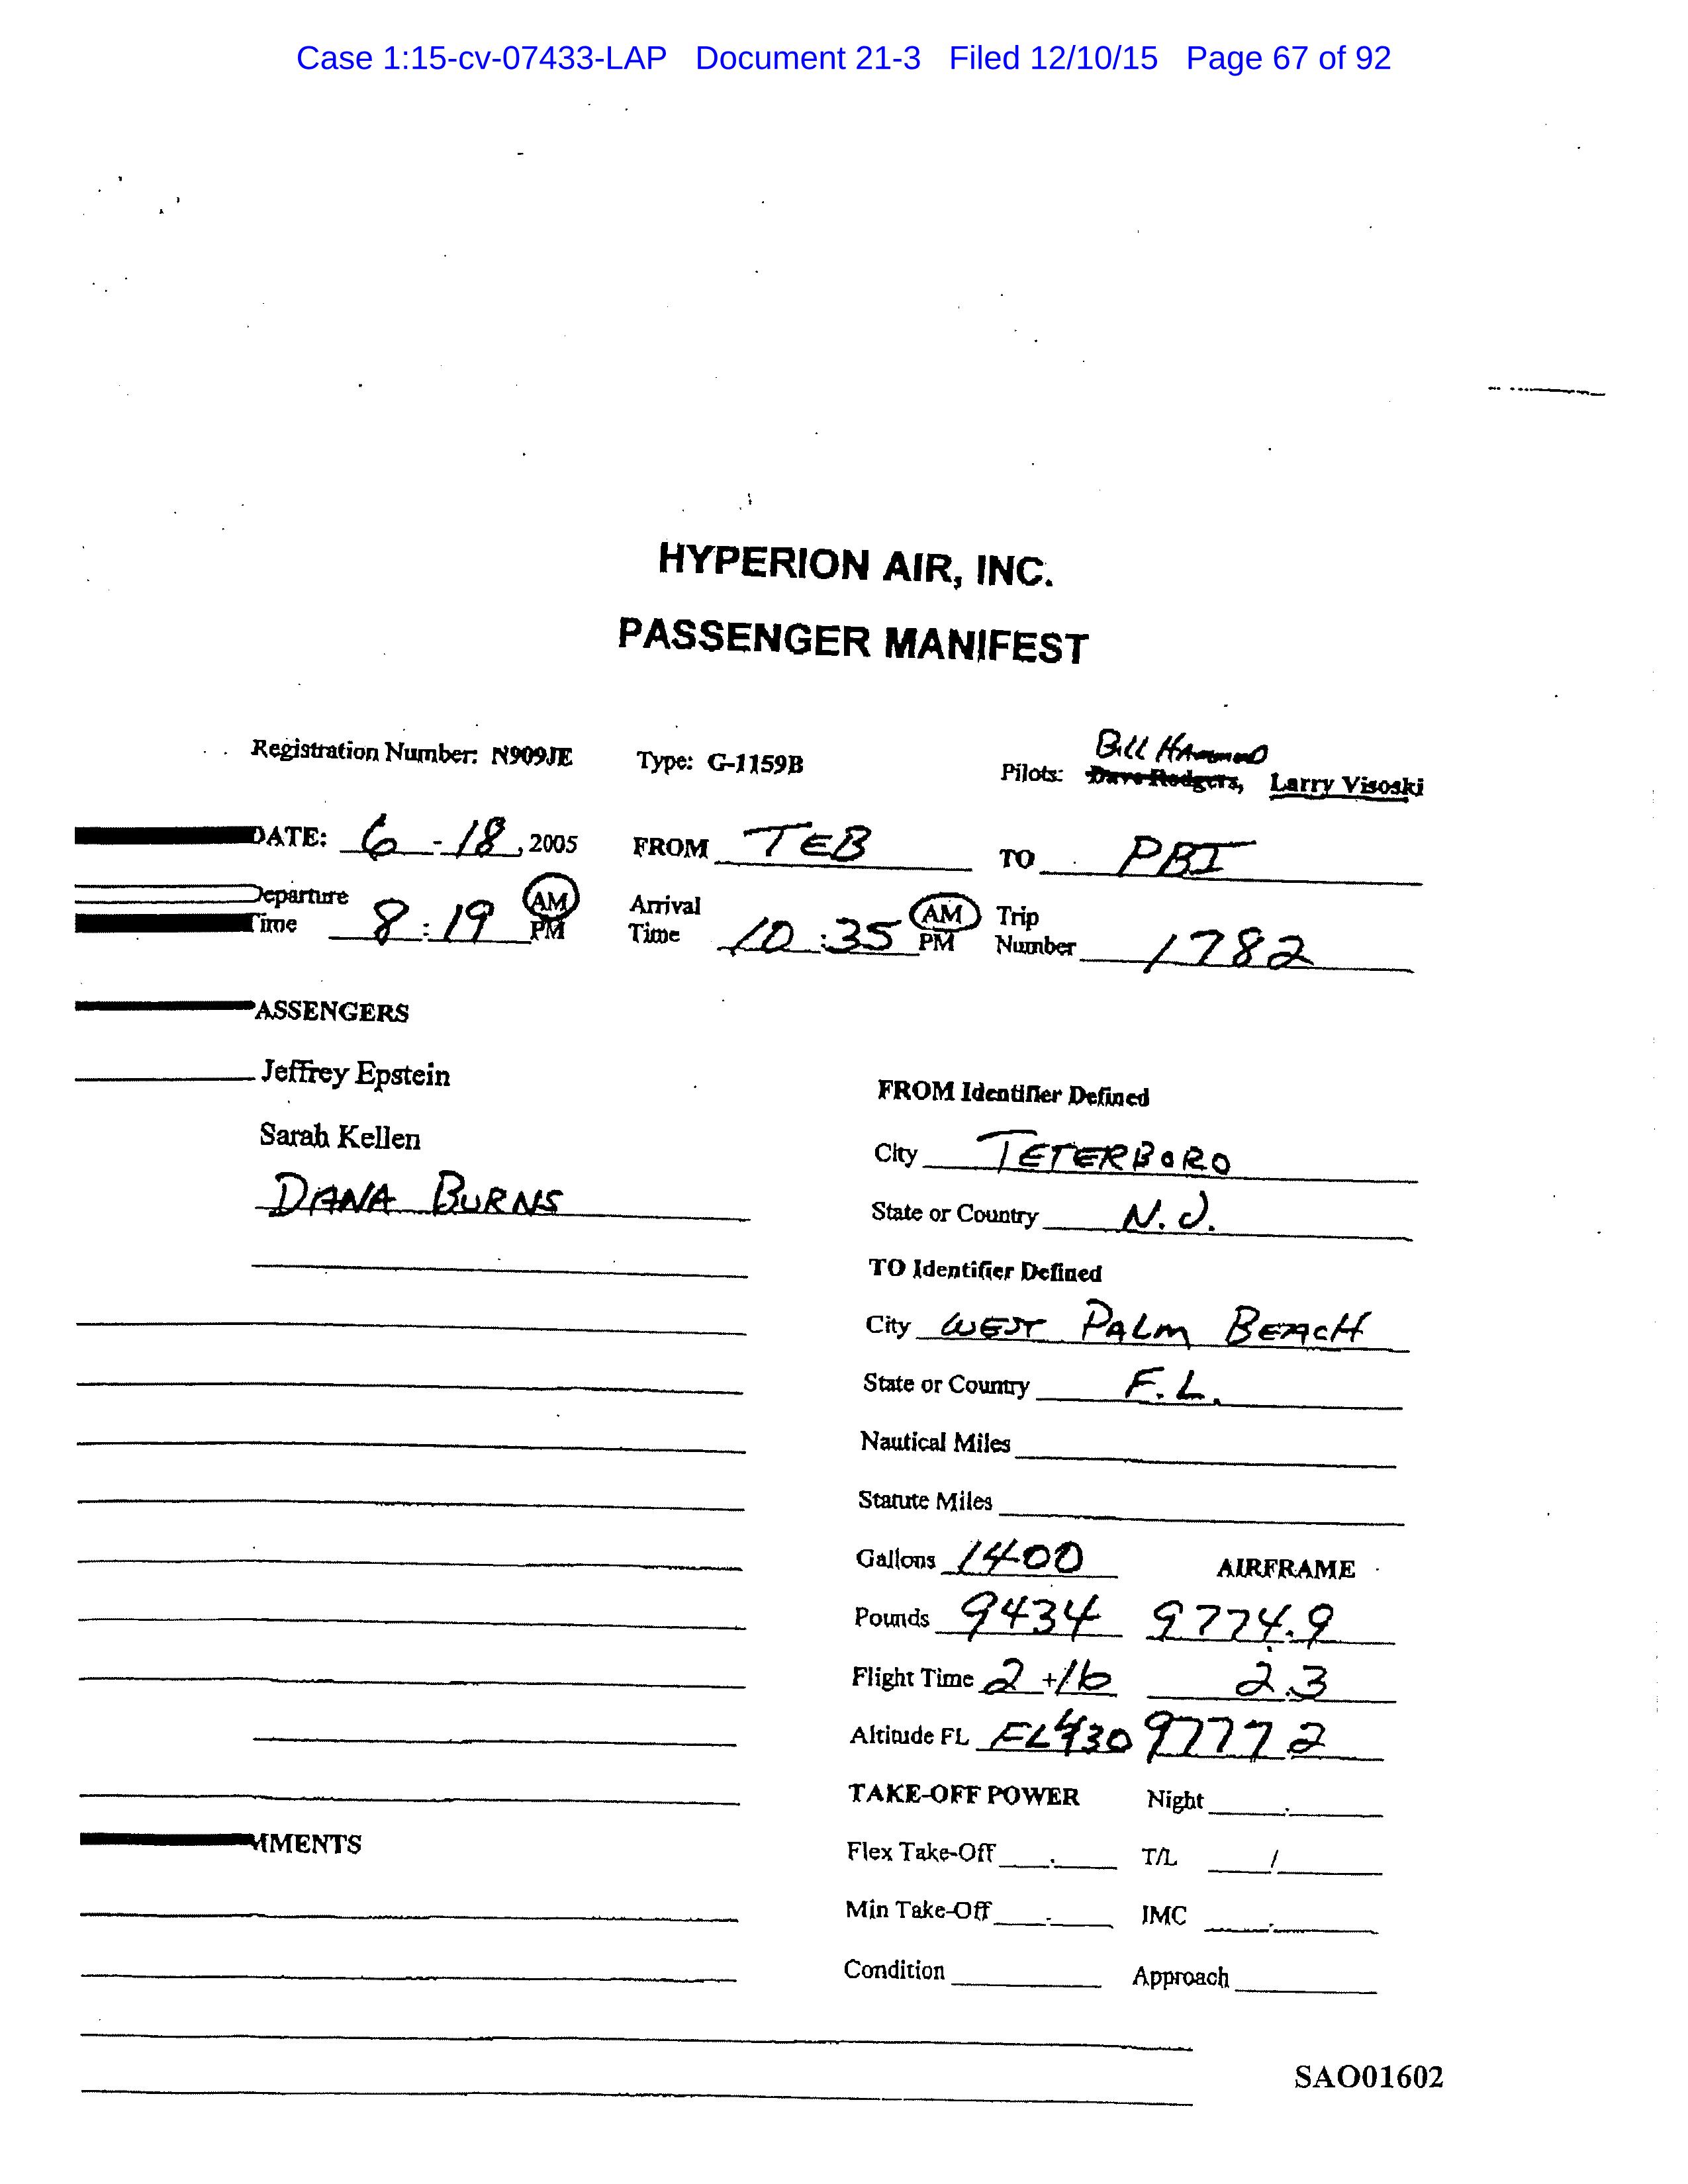 Case 1:15-cv-07433-LAP Document 21-3 Filed 12/10/15 Page 67 of 92
HYPERION AIR, INC.
PASSENGER MANIFEST
Bill Hammond
Registration Number: N909JE Type: G-1159B Pilots: Dave Rodgers, Larry Visoski
DATE: 6-18, 2005 FROM TEB TO PBI
Departure Time 8:19 AM PM Arrival Time 10:35 AM PM Trip Number 1782
ASSENGERS
Jeffrey Epstein
FROM Identifier Defined
Sarah Kellen
City TETERBORO
DANA BURNS
State or Country N.J.
TO Identifier Defined
City WEST PALM BEACH
State or Country F.L.
Nautical Miles
Statute Miles
Gallons 1400 AIRFRAME
Pounds 9434 9774.9
Flight Time 2+16 2.3
Altitude FL FL430 9777 2
TAKE-OFF POWER Night
MMENTS
Flex Take-Off T/L /
Min Take-Off IMC
Condition Approach
SAO01602